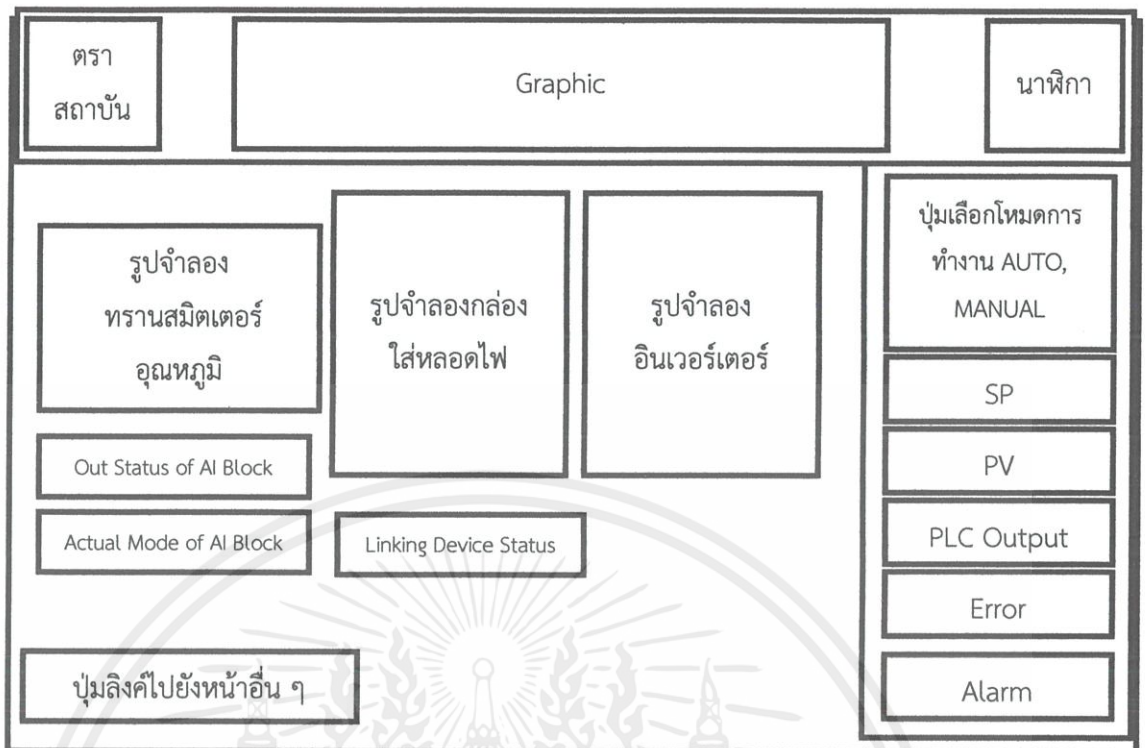 ตรา
สถาบัน
Graphic
นาฬิกา
รูปจำลอง
ทรานสมิตเตอร์
อุณหภูมิ
รูปจำลองกล่อง
ใส่หลอดไฟ
รูปจำลอง
อินเวอร์เตอร์
Out Status of AI Block
Actual Mode of AI Block
Linking Device Status
ปุ่มลิงค์ไปยังหน้าอื่น ๆ
ปุ่มเลือกโหมดการ
ทำงาน AUTO,
MANUAL
SP
PV
PLC Output
Error
Alarm